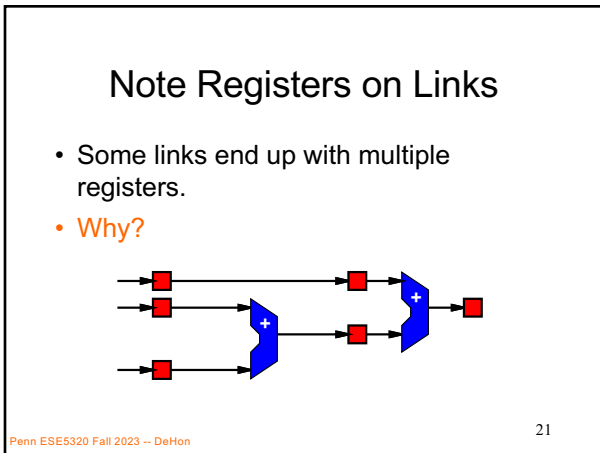 Note Registers on Links
• Some links end up with multiple
registers.
• Why?
+
+
Penn ESE5320 Fall 2023 -- DeHon
21